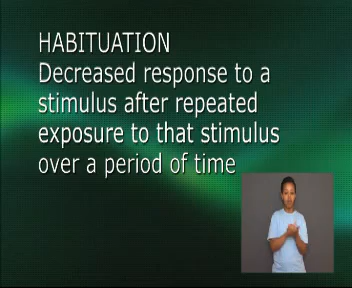 HABITUATION
Decreased response to a
stimulus after repeated
exposure to that stimulus
over a period of time